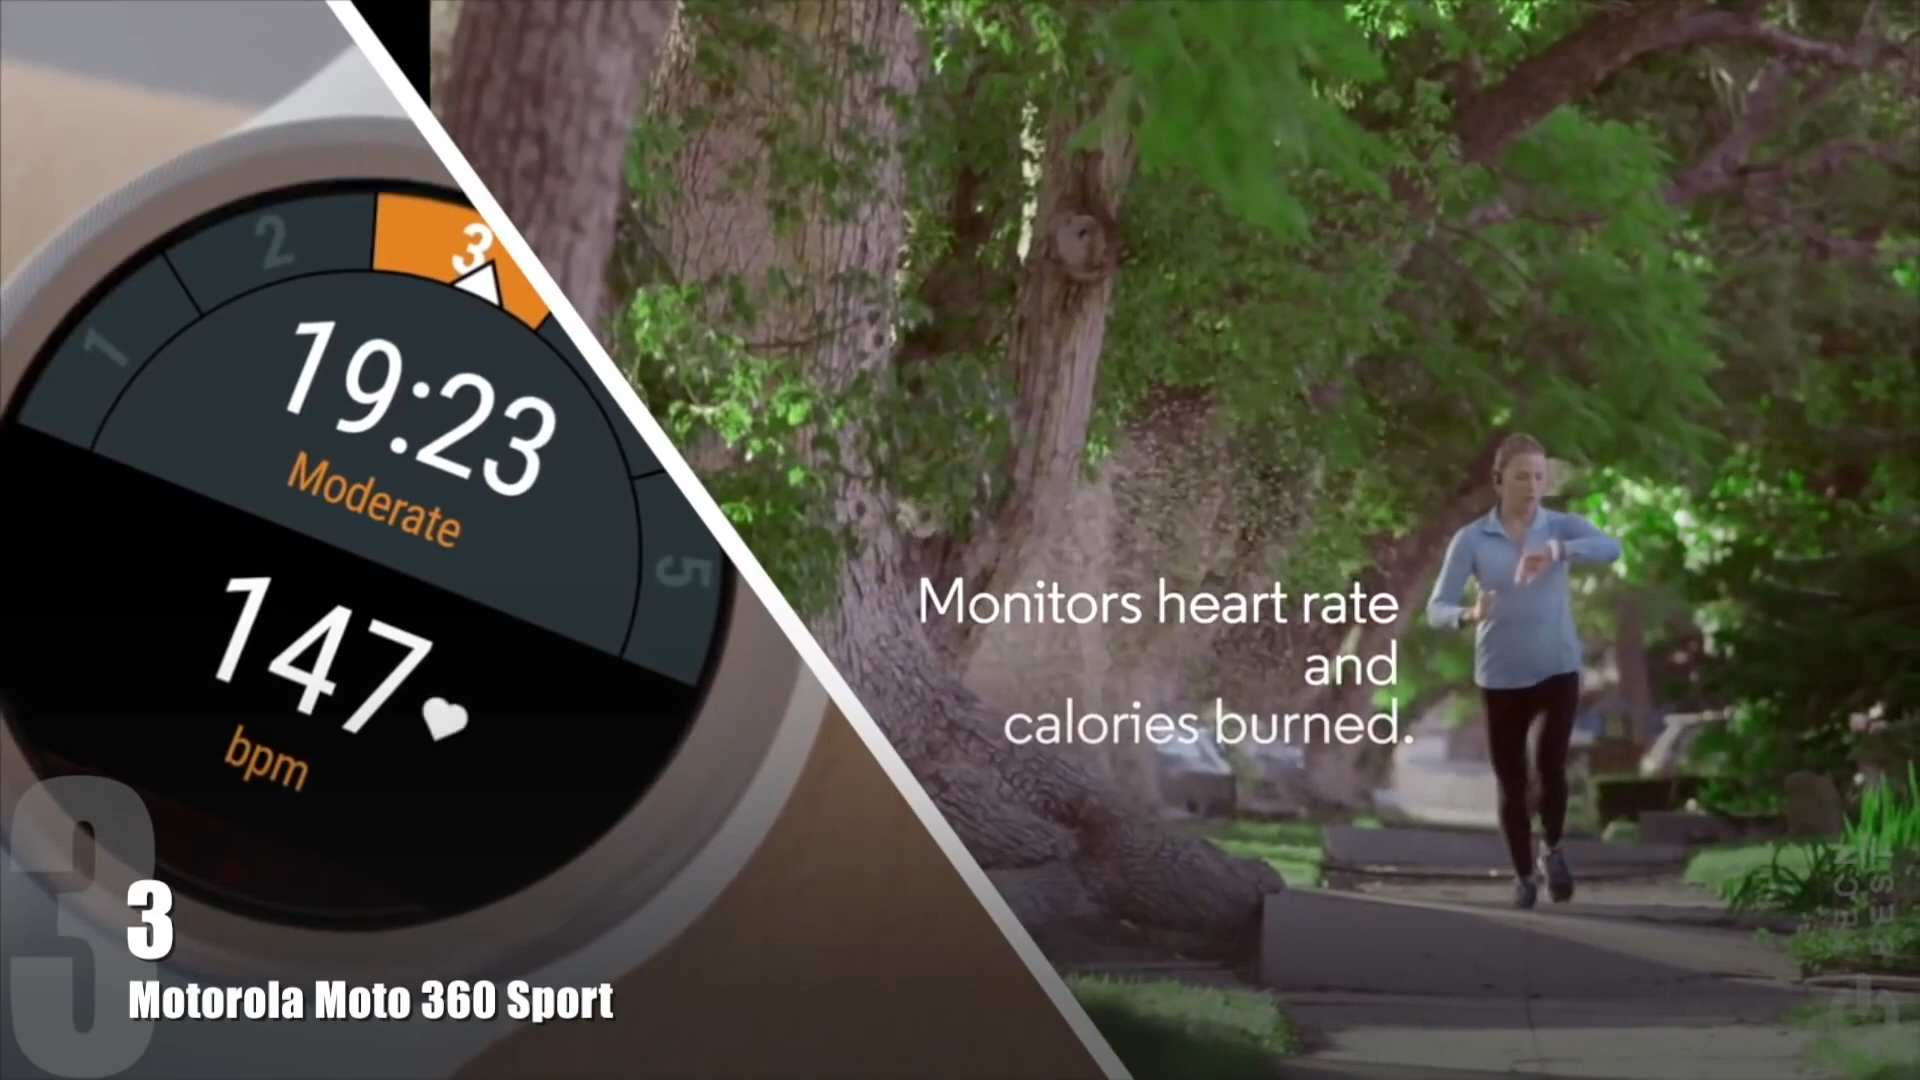 1
2
3
5
19:23
Moderate
147
bpm
Monitors heart rate
and
calories burned.
3
3
Motorola Moto 360 Sport